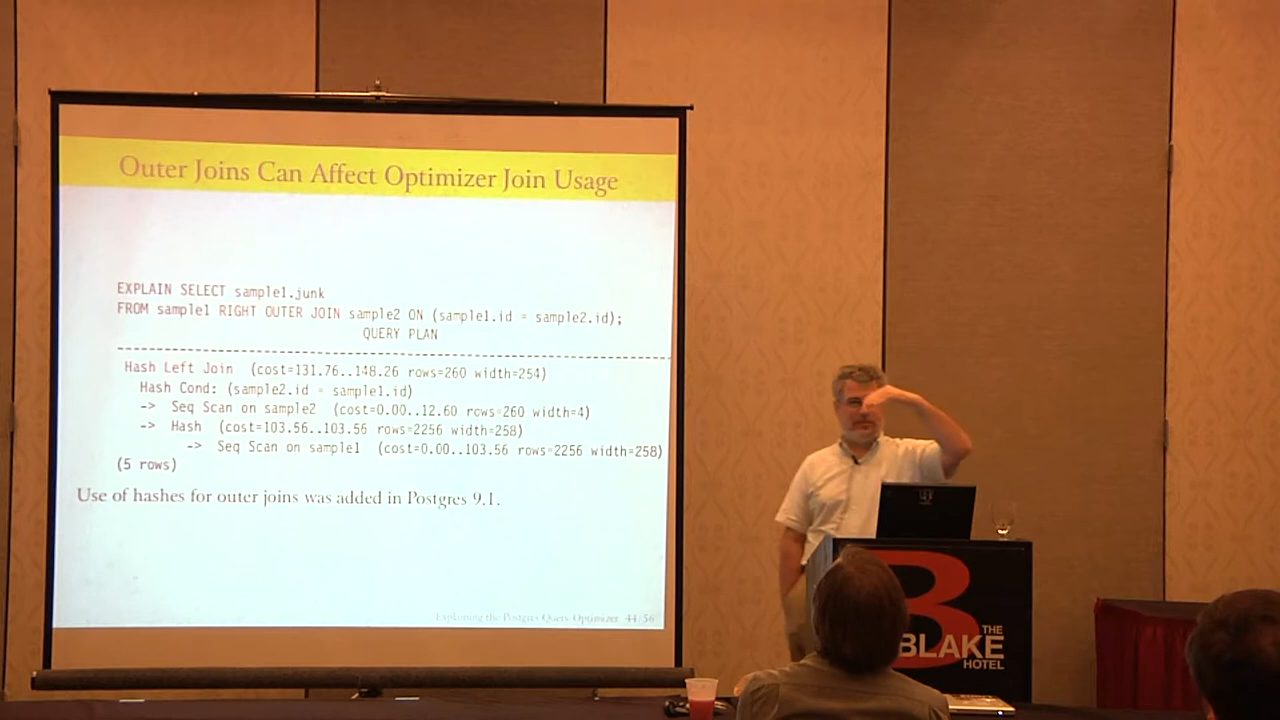 Outer Joins Can Affect Optimizer Join Usage
EXPLAIN SELECT sample1.junk
FROM sample1 RIGHT OUTER JOIN sample2 ON (sample1.id = sample2.id);
QUERY PLAN
Hash Left Join (cost=131.76..148.26 rows=260 width=254)
Hash Cond: (sample2.id = sample1.id)
-> Seq Scan on sample2 (cost=0.00..12.60 rows=260 width=4)
-> Hash (cost=103.56..103.56 rows=2256 width=258)
-> Seq Scan on sample1 (cost=0.00..103.56 rows=2256 width=258)
(5 rows)
Use of hashes for outer joins was added in Postgres 9.1.
Explaining the Postgres Query Optimizer 44/56
B
THE
BLAKE
HOTEL